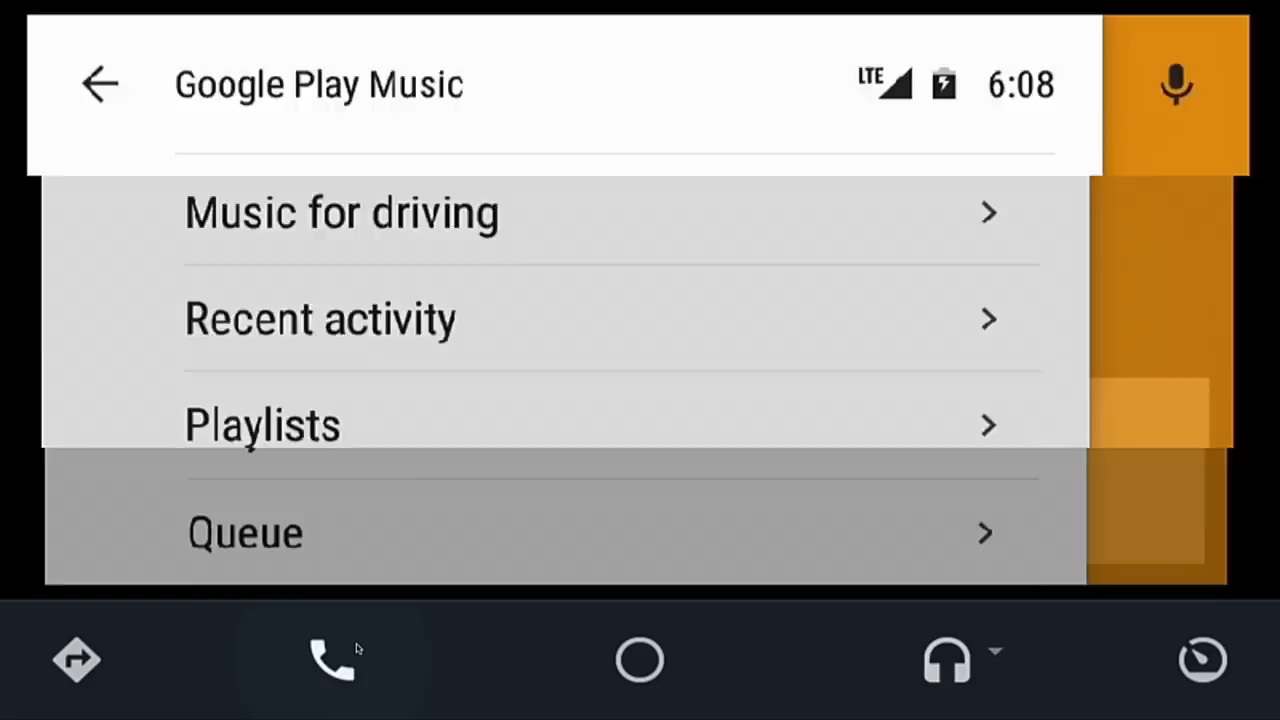 Google Play Music
LTE
6:08
Music for driving
Recent activity
Playlists
Queue